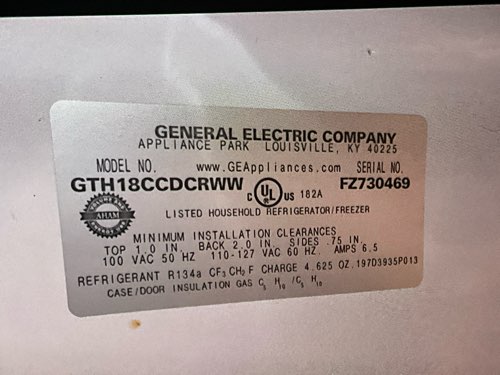 GENERAL ELECTRIC COMPANY
APPLIANCE PARK LOUISVILLE, KY 40225
MODEL NO. www.GEAppliances.com SERIAL NO.
GTH18CCDCRWW C UL US 182A FZ730469
AHAM
LISTED HOUSEHOLD REFRIGERATOR/FREEZER
MINIMUM INSTALLATION CLEARANCES
TOP 1.0 IN. BACK 2.0 IN. SIDES .75 IN.
100 VAC 50 HZ 110-127 VAC 60 HZ. AMPS 6.5
REFRIGERANT R134a CF3CH2F CHARGE 4.625 OZ. 197D3935P013
CASE/DOOR INSULATION GAS C5 H10 /C5 H10